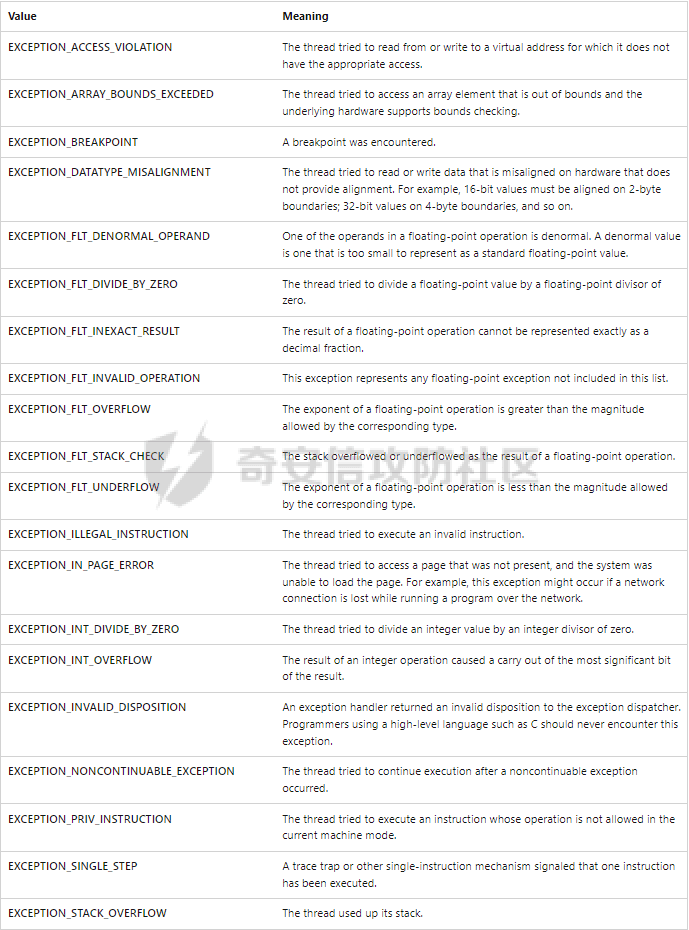 Value Meaning
EXCEPTION_ACCESS_VIOLATION The thread tried to read from or write to a virtual address for which it does not
have the appropriate access.
EXCEPTION_ARRAY_BOUNDS_EXCEEDED The thread tried to access an array element that is out of bounds and the
underlying hardware supports bounds checking.
EXCEPTION_BREAKPOINT A breakpoint was encountered.
EXCEPTION_DATATYPE_MISALIGNMENT The thread tried to read or write data that is misaligned on hardware that does
not provide alignment. For example, 16-bit values must be aligned on 2-byte
boundaries; 32-bit values on 4-byte boundaries, and so on.
EXCEPTION_FLT_DENORMAL_OPERAND One of the operands in a floating-point operation is denormal. A denormal value
is one that is too small to represent as a standard floating-point value.
EXCEPTION_FLT_DIVIDE_BY_ZERO The thread tried to divide a floating-point value by a floating-point divisor of
zero.
EXCEPTION_FLT_INEXACT_RESULT The result of a floating-point operation cannot be represented exactly as a
decimal fraction.
EXCEPTION_FLT_INVALID_OPERATION This exception represents any floating-point exception not included in this list.
EXCEPTION_FLT_OVERFLOW The exponent of a floating-point operation is greater than the magnitude
allowed by the corresponding type.
EXCEPTION_FLT_STACK_CHECK The stack overflowed or underflowed as the result of a floating-point operation.
奇安信攻防社区
EXCEPTION_FLT_UNDERFLOW The exponent of a floating-point operation is less than the magnitude allowed
by the corresponding type.
EXCEPTION_ILLEGAL_INSTRUCTION The thread tried to execute an invalid instruction.
EXCEPTION_IN_PAGE_ERROR The thread tried to access a page that was not present, and the system was
unable to load the page. For example, this exception might occur if a network
connection is lost while running a program over the network.
EXCEPTION_INT_DIVIDE_BY_ZERO The thread tried to divide an integer value by an integer divisor of zero.
EXCEPTION_INT_OVERFLOW The result of an integer operation caused a carry out of the most significant bit
of the result.
EXCEPTION_INVALID_DISPOSITION An exception handler returned an invalid disposition to the exception dispatcher.
Programmers using a high-level language such as C should never encounter this
exception.
EXCEPTION_NONCONTINUABLE_EXCEPTION The thread tried to continue execution after a noncontinuable exception
occurred.
EXCEPTION_PRIV_INSTRUCTION The thread tried to execute an instruction whose operation is not allowed in the
current machine mode.
EXCEPTION_SINGLE_STEP A trace trap or other single-instruction mechanism signaled that one instruction
has been executed.
EXCEPTION_STACK_OVERFLOW The thread used up its stack.